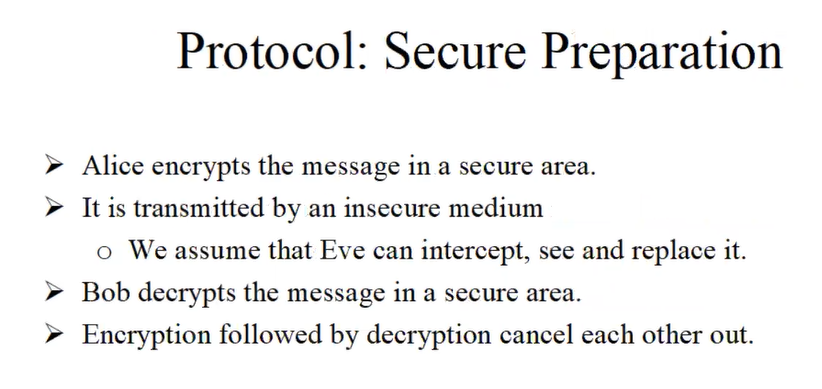 Protocol: Secure Preparation
➢ Alice encrypts the message in a secure area.
➢ It is transmitted by an insecure medium
○ We assume that Eve can intercept, see and replace it.
➢ Bob decrypts the message in a secure area.
➢ Encryption followed by decryption cancel each other out.